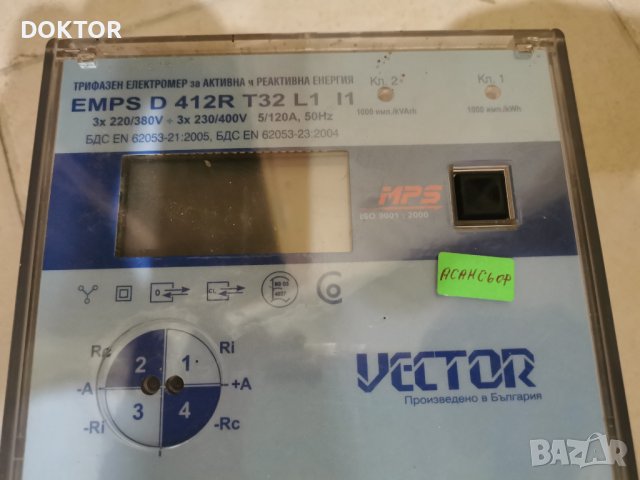 DOKTOR
ТРИФАЗЕН ЕЛЕКТРОМЕР за АКТИВНА и РЕАКТИВНА ЕНЕРГИЯ
EMPS D 412R T32 L1 I1
3x 220/380V ÷ 3x 230/400V 5/120A, 50Hz
БДС EN 62053-21:2005, БДС EN 62053-23:2004
Кл. 2
1000 имп./kVArh
Кл. 1
1000 имп./kWh
MPS
ISO 9001 : 2000
АСАНСЬОР
Rc
Ri
2 1
-A +A
3 4
-Ri
-Rc
VECTOR
Произведено в България
BAZAR